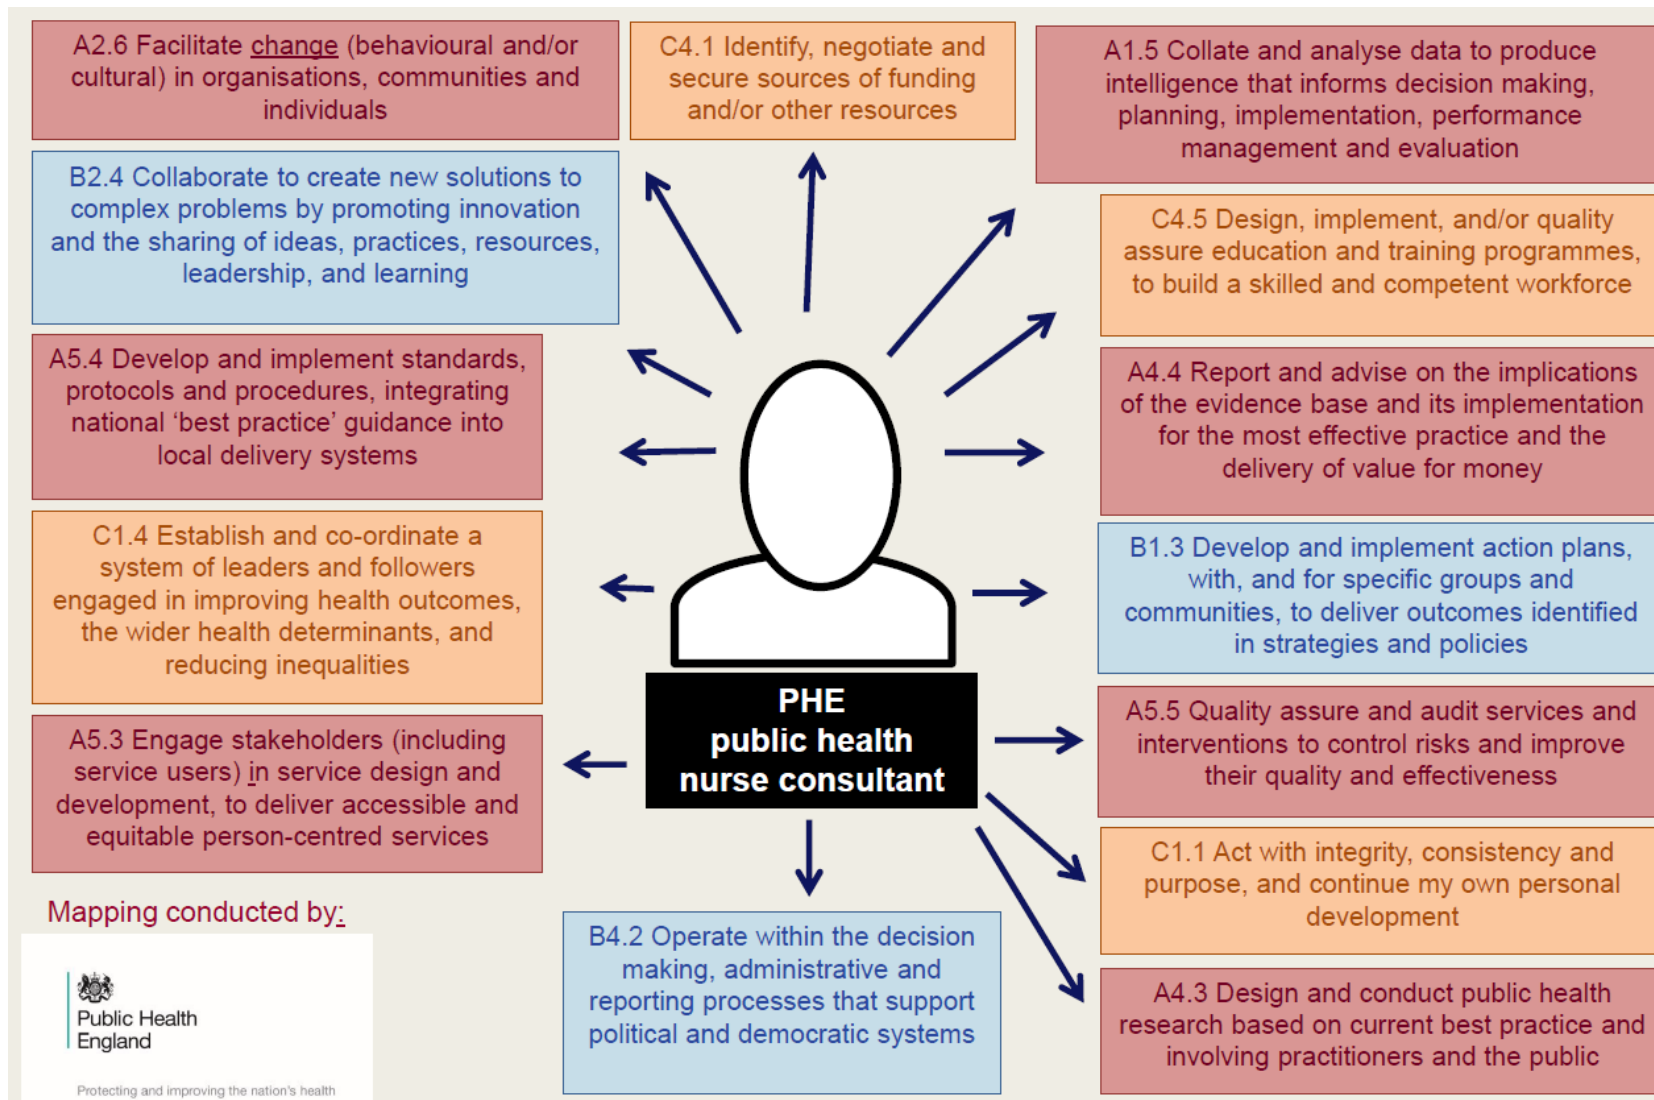 A2.6 Facilitate change (behavioural and/or
cultural) in organisations, communities and
individuals
C4.1 Identify, negotiate and
secure sources of funding
and/or other resources
A1.5 Collate and analyse data to produce
intelligence that informs decision making,
planning, implementation, performance
management and evaluation
B2.4 Collaborate to create new solutions to
complex problems by promoting innovation
and the sharing of ideas, practices, resources,
leadership, and learning
C4.5 Design, implement, and/or quality
assure education and training programmes,
to build a skilled and competent workforce
A5.4 Develop and implement standards,
protocols and procedures, integrating
national ‘best practice’ guidance into
local delivery systems
A4.4 Report and advise on the implications
of the evidence base and its implementation
for the most effective practice and the
delivery of value for money
C1.4 Establish and co-ordinate a
system of leaders and followers
engaged in improving health outcomes,
the wider health determinants, and
reducing inequalities
B1.3 Develop and implement action plans,
with, and for specific groups and
communities, to deliver outcomes identified
in strategies and policies
PHE
public health
nurse consultant
A5.3 Engage stakeholders (including
service users) in service design and
development, to deliver accessible and
equitable person-centred services
A5.5 Quality assure and audit services and
interventions to control risks and improve
their quality and effectiveness
C1.1 Act with integrity, consistency and
purpose, and continue my own personal
development
B4.2 Operate within the decision
making, administrative and
reporting processes that support
political and democratic systems
A4.3 Design and conduct public health
research based on current best practice and
involving practitioners and the public
Mapping conducted by:
Public Health
England
Protecting and improving the nation's health